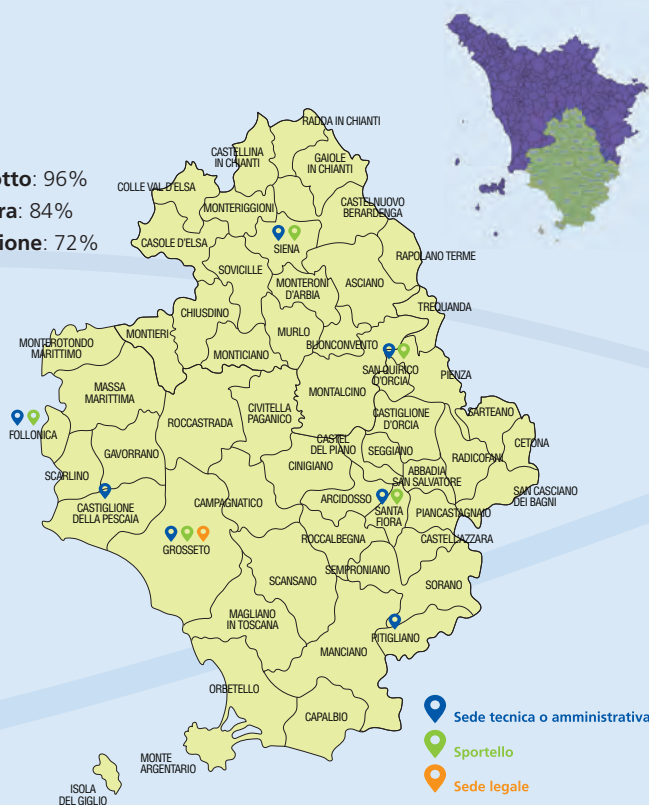 otto: 96%
ra: 84%
ione: 72%
RADDA IN CHIANTI
CASTELLINA
IN CHIANTI
GAIOLE
IN CHIANTI
COLLE VAL D'ELSA
MONTERIGGIONI
CASTELNUOVO
BERARDENGA
CASOLE D'ELSA
SIENA
RAPOLANO TERME
SOVICILLE
MONTERONI
D'ARBIA
ASCIANO
TREQUANDA
CHIUSDINO
MURLO
BUONCONVENTO
MONTIERI
MONTEROTONDO
MARITTIMO
MONTICIANO
SAN QUIRICO
D'ORCIA
PIENZA
MASSA
MARITTIMA
MONTALCINO
CIVITELLA
PAGANICO
CASTIGLIONE
D'ORCIA
SARTEANO
ROCCASTRADA
FOLLONICA
CASTEL
DEL PIANO
SEGGIANO
CETONA
GAVORRANO
CINIGIANO
RADICOFANI
SCARLINO
ABBADIA
SAN SALVATORE
SAN CASCIANO
DEI BAGNI
CAMPAGNATICO
ARCIDOSSO
CASTIGLIONE
DELLA PESCAIA
SANTA
FIORA
PIANCASTAGNAIO
ROCCALBEGNA
CASTELL'AZZARA
GROSSETO
SEMPRONIANO
SCANSANO
SORANO
MAGLIANO
IN TOSCANA
PITIGLIANO
MANCIANO
ORBETELLO
CAPALBIO
Sede tecnica o amministrativa
Sportello
MONTE
ARGENTARIO
Sede legale
ISOLA
DEL GIGLIO